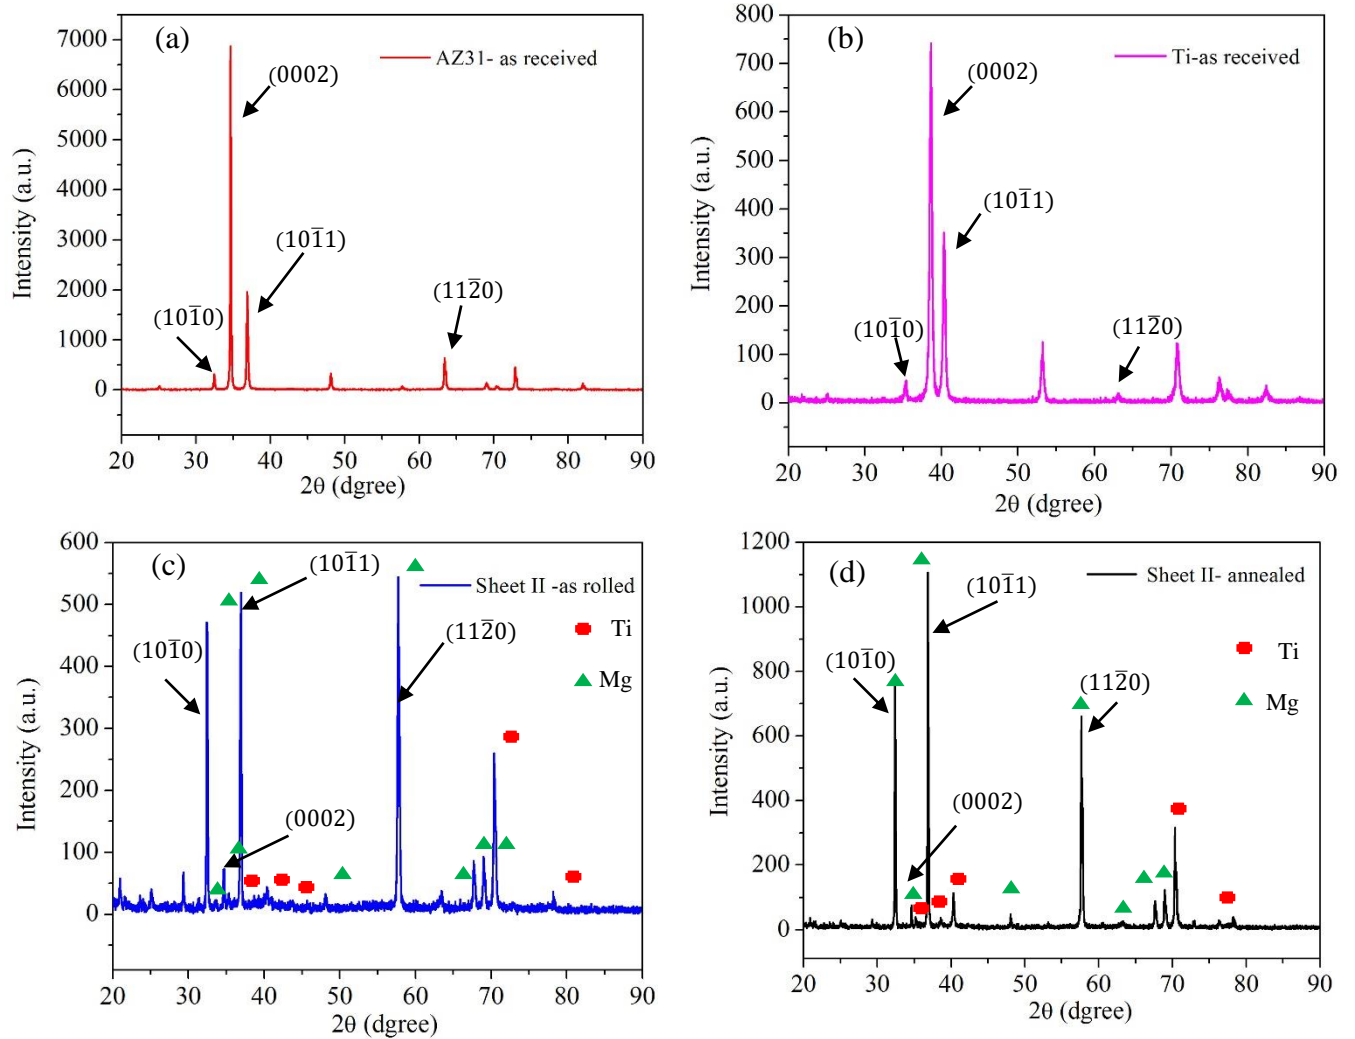 (a)
AZ31- as received
(0002)
(101̅1)
(101̅0)
(112̅0)
Intensity (a.u.)
7000
6000
5000
4000
3000
2000
1000
0
20 30 40 50 60 70 80 90
2θ (dgree)
(b)
Ti-as received
(0002)
(101̅1)
(101̅0)
(112̅0)
Intensity (a.u.)
800
700
600
500
400
300
200
100
0
20 30 40 50 60 70 80 90
2θ (dgree)
(c)
(101̅1)
Sheet II -as rolled
Ti
Mg
(101̅0)
(112̅0)
(0002)
Intensity (a.u.)
600
500
400
300
200
100
0
20 30 40 50 60 70 80 90
2θ (dgree)
(d)
Sheet II- annealed
(101̅1)
Ti
Mg
(101̅0)
(112̅0)
(0002)
Intensity (a.u.)
1200
1000
800
600
400
200
0
20 30 40 50 60 70 80 90
2θ (dgree)